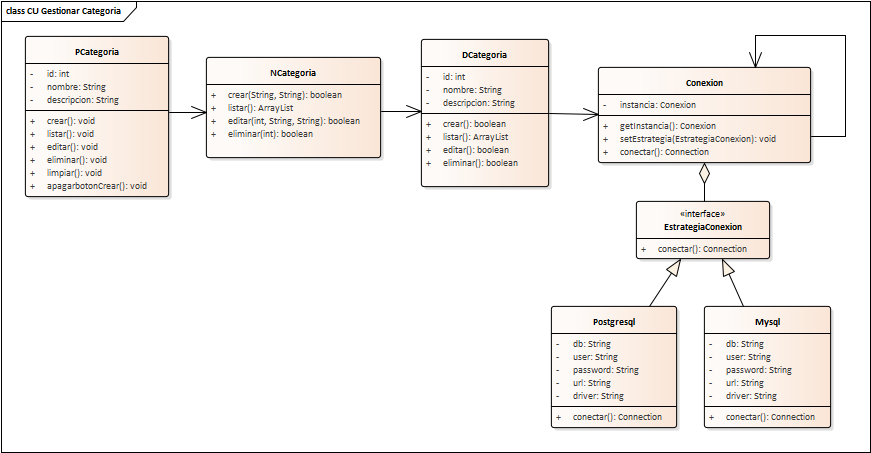 class CU Gestionar Categoria
PCategoria
- id: int
- nombre: String
- descripcion: String
+ crear(): void
+ listar(): void
+ editar(): void
+ eliminar(): void
+ limpiar(): void
+ apagarbotonCrear(): void
NCategoria
+ crear(String, String): boolean
+ listar(): ArrayList
+ editar(int, String, String): boolean
eliminar(int): boolean
DCategoria
- id: int
- nombre: String
- descripcion: String
+ crear(): boolean
+ listar(): ArrayList
+ editar(): boolean
+ eliminar(): boolean
Conexion
- instancia: Conexion
+ getInstancia(): Conexion
+ setEstrategia(EstrategiaConexion): void
+ conectar(): Connection
«interface»
EstrategiaConexion
+ conectar(): Connection
Postgresql
- db: String
- user: String
- password: String
- url: String
- driver: String
+ conectar(): Connection
Mysql
- db: String
- user: String
- password: String
- url: String
- driver: String
+ conectar(): Connection